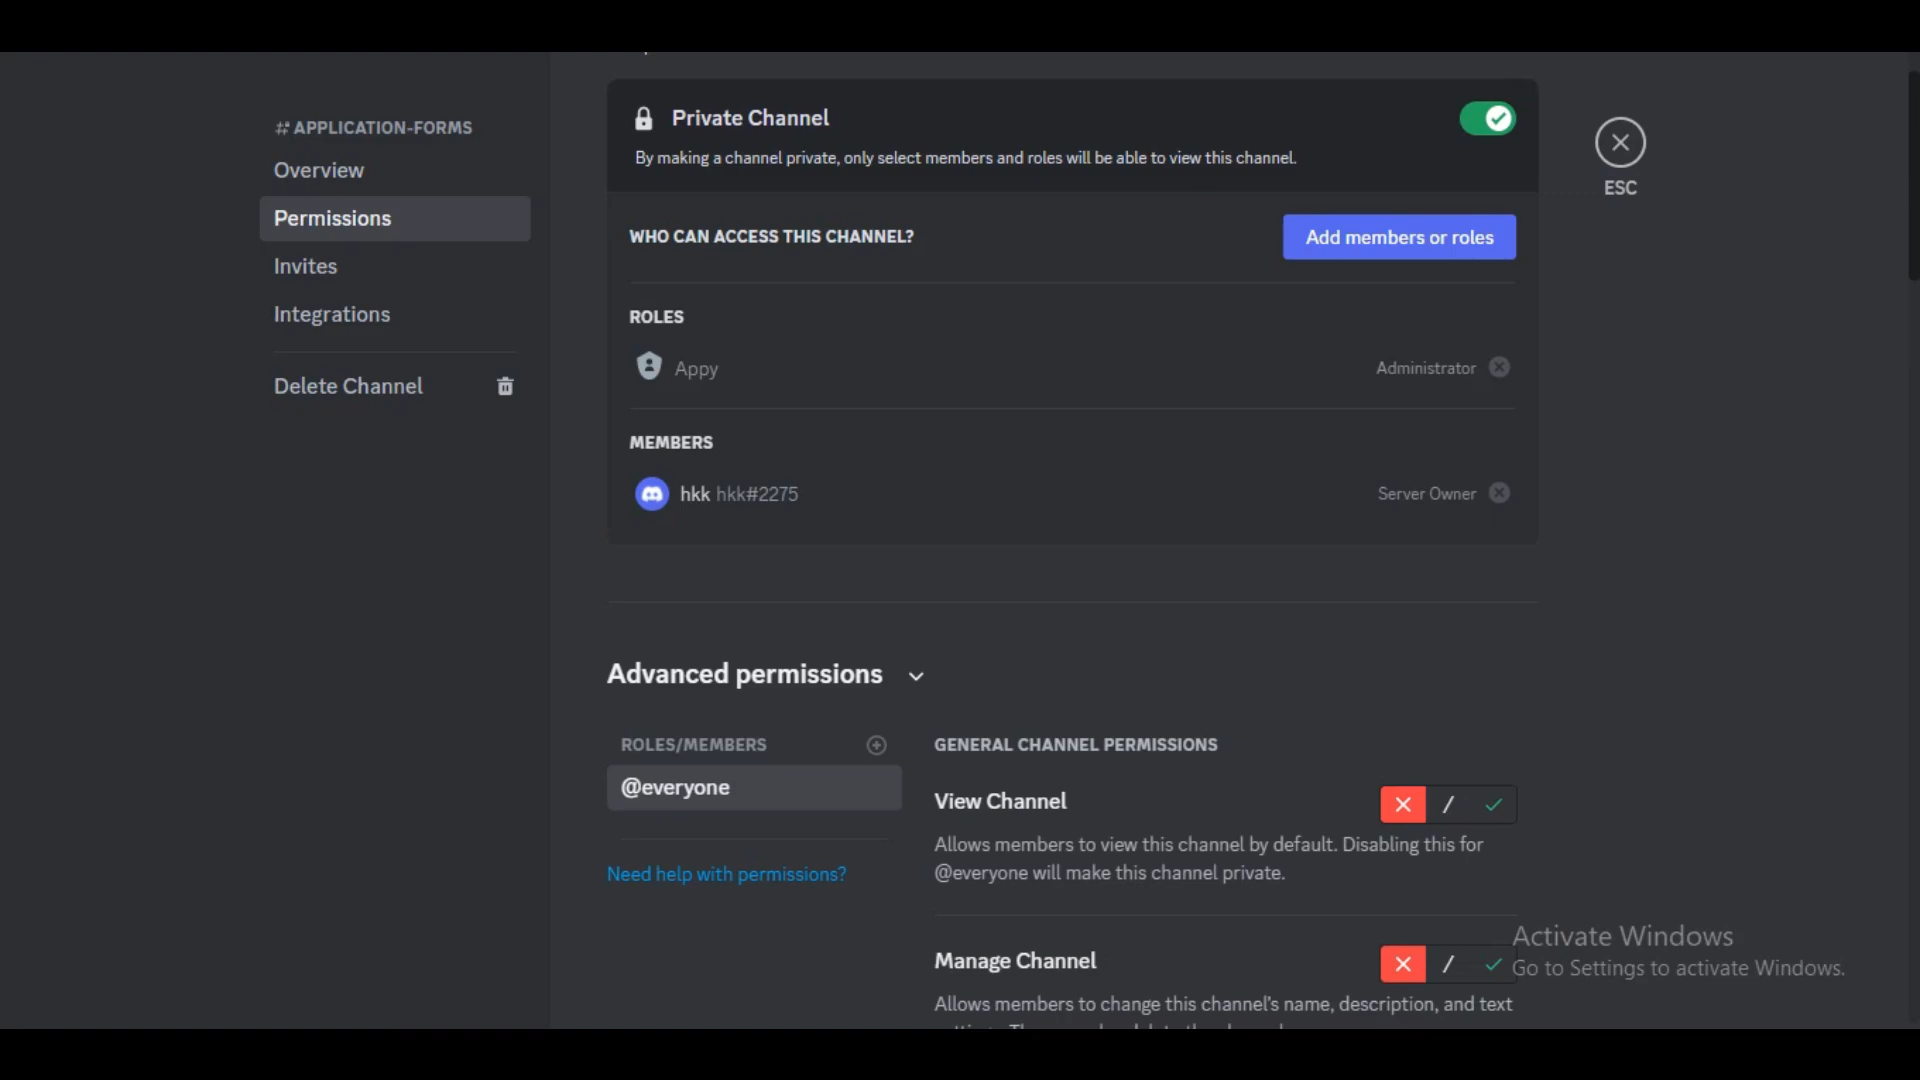 # APPLICATION-FORMS
Overview
Permissions
Invites
Integrations
Delete Channel
Private Channel
By making a channel private, only select members and roles will be able to view this channel.
WHO CAN ACCESS THIS CHANNEL?
Add members or roles
ROLES
Appy
Administrator
MEMBERS
hkk hkk#2275
Server Owner
ESC
Advanced permissions
ROLES/MEMBERS
@everyone
Need help with permissions?
GENERAL CHANNEL PERMISSIONS
View Channel
/
Allows members to view this channel by default. Disabling this for
@everyone will make this channel private.
Manage Channel
/
Allows members to change this channel's name, description, and text
Activate Windows
Go to Settings to activate Windows.